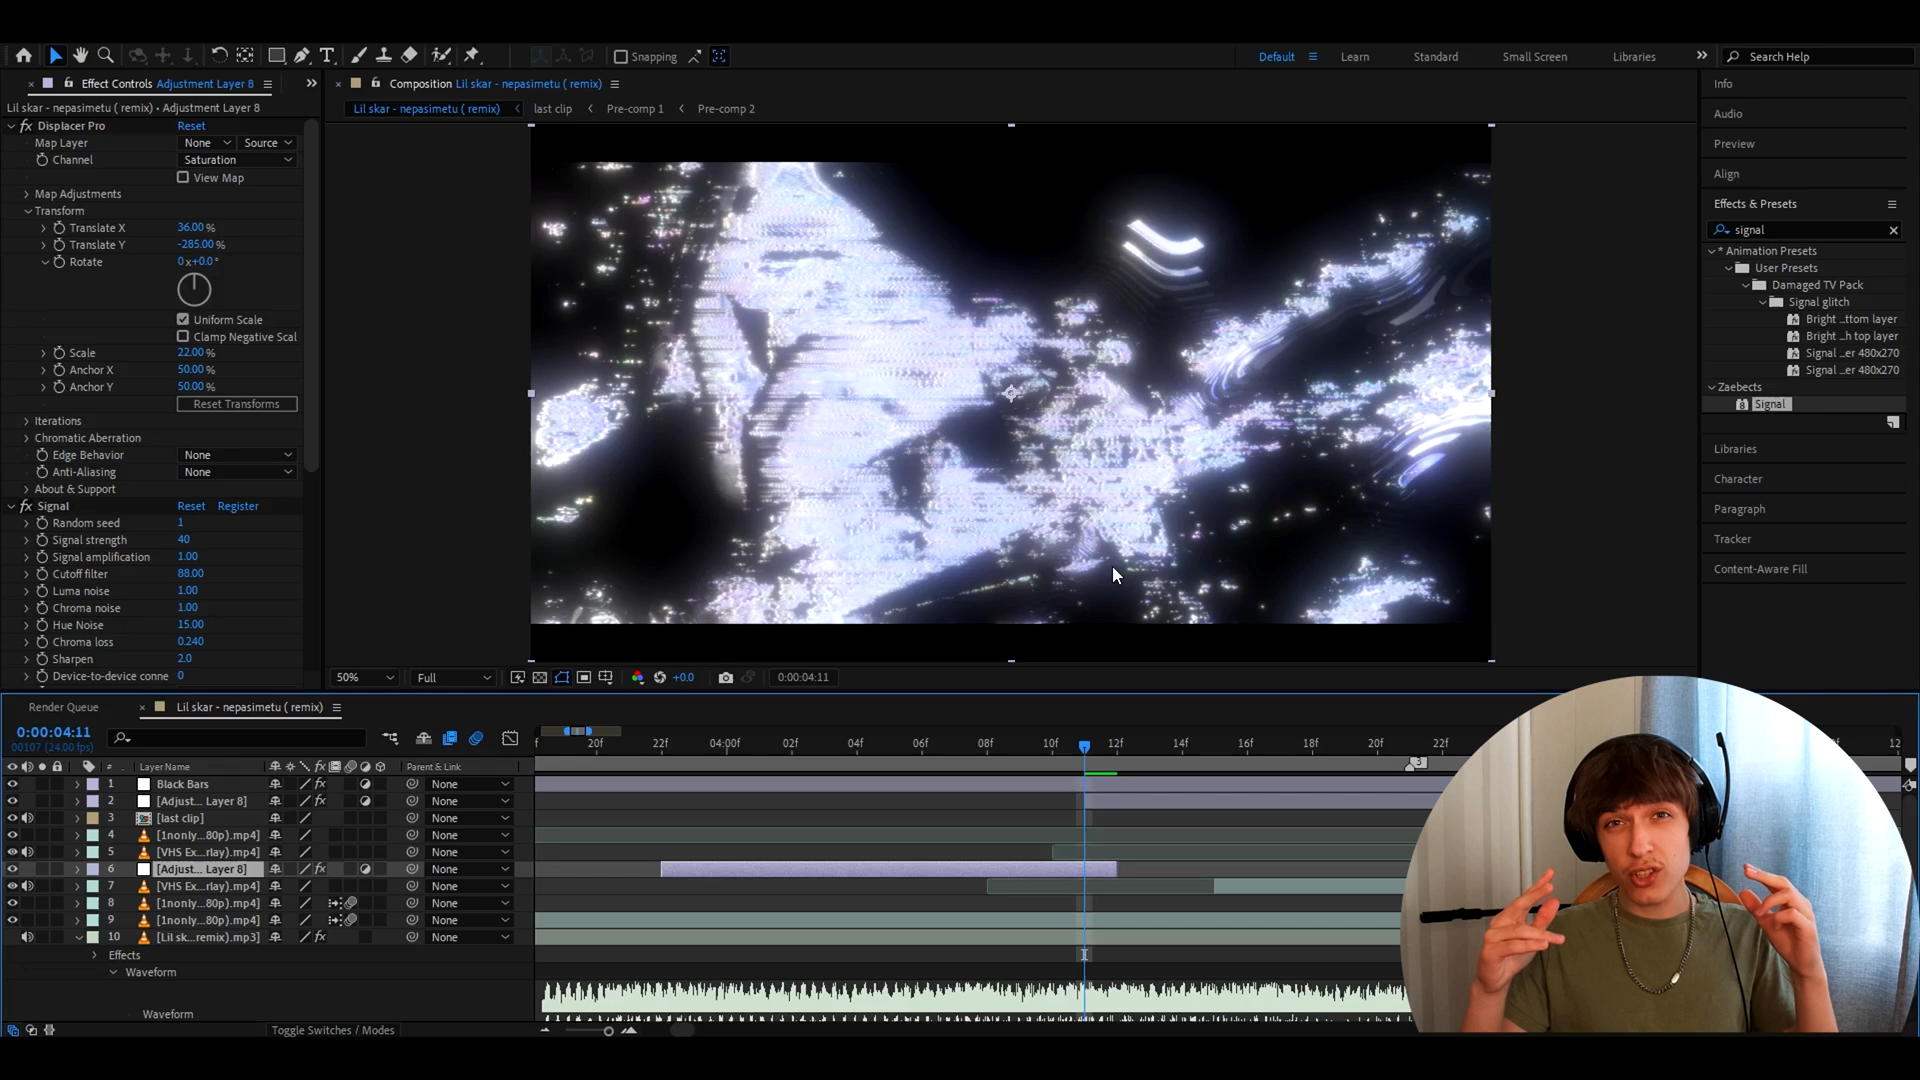 Snapping
Default
Learn
Standard
Small Screen
Libraries
Search Help
Effect Controls Adjustment Layer 8
Lil skar - nepasimetu ( remix) • Adjustment Layer 8
fx Displacer Pro Reset
Map Layer None Source
Channel Saturation
View Map
Map Adjustments
Transform
Translate X 36.00 %
Translate Y -285.00 %
Rotate 0x+0.0°
Uniform Scale
Clamp Negative Scal
Scale 22.00 %
Anchor X 50.00 %
Anchor Y 50.00 %
Reset Transforms
Iterations
Chromatic Aberration
Edge Behavior None
Anti-Aliasing None
About & Support
fx Signal Reset Register
Random seed 1
Signal strength 40
Signal amplification 1.00
Cutoff filter 88.00
Luma noise 1.00
Chroma noise 1.00
Hue Noise 15.00
Chroma loss 0.240
Sharpen 2.0
Device-to-device conne 0
Composition Lil skar - nepasimetu ( remix)
Lil skar - nepasimetu ( remix) last clip Pre-comp 1 Pre-comp 2
50% Full +0.0 0:00:04:11
Info
Audio
Preview
Align
Effects & Presets
signal
* Animation Presets
User Presets
Damaged TV Pack
Signal glitch
Bright ...ttom layer
Bright ...h top layer
Signal ...er 480x270
Signal ...er 480x270
Zaebects
Signal
Libraries
Character
Paragraph
Tracker
Content-Aware Fill
Render Queue Lil skar - nepasimetu ( remix)
0:00:04:11
00107 (24.00 fps)
f 20f 22f 04:00f 02f 04f 06f 08f 10f 12f 14f 16f 18f 20f 22f 12
3
# Layer Name fx Parent & Link
1 Black Bars fx None
2 [Adjust... Layer 8] fx None
3 [last clip] None
4 [1nonly...80p).mp4] None
5 [VHS Ex...rlay).mp4] None
6 [Adjust... Layer 8] fx None
7 [VHS Ex...rlay).mp4] None
8 [1nonly...80p).mp4] None
9 [1nonly...80p).mp4] None
10 [Lil sk...remix).mp3] fx None
Effects
Waveform
Waveform
Toggle Switches / Modes